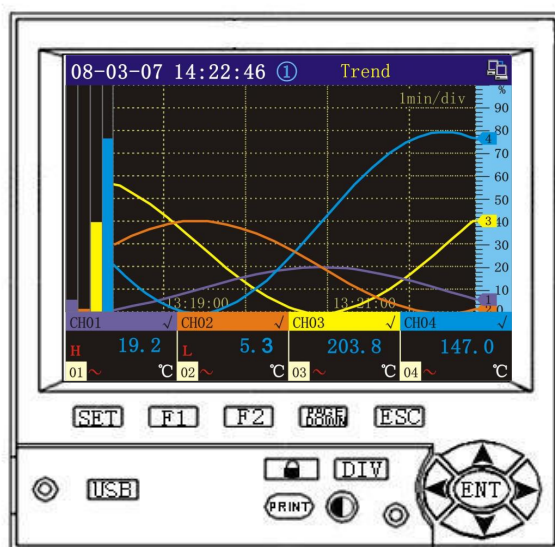 08-03-07 14:22:46 ① Trend
1min/div
%
90
80
4
70
60
50
3 40
30
20
10
1
2 0
13:19:00 13:21:00
CH01 √ CH02 √ CH03 √ CH04 √
H 19.2 L 5.3 203.8 147.0
01 ~ ℃ 02 ~ ℃ 03 ~ ℃ 04 ~ ℃
SET F1 F2 PAGE DOWN ESC
USB DIV
PRINT ENT